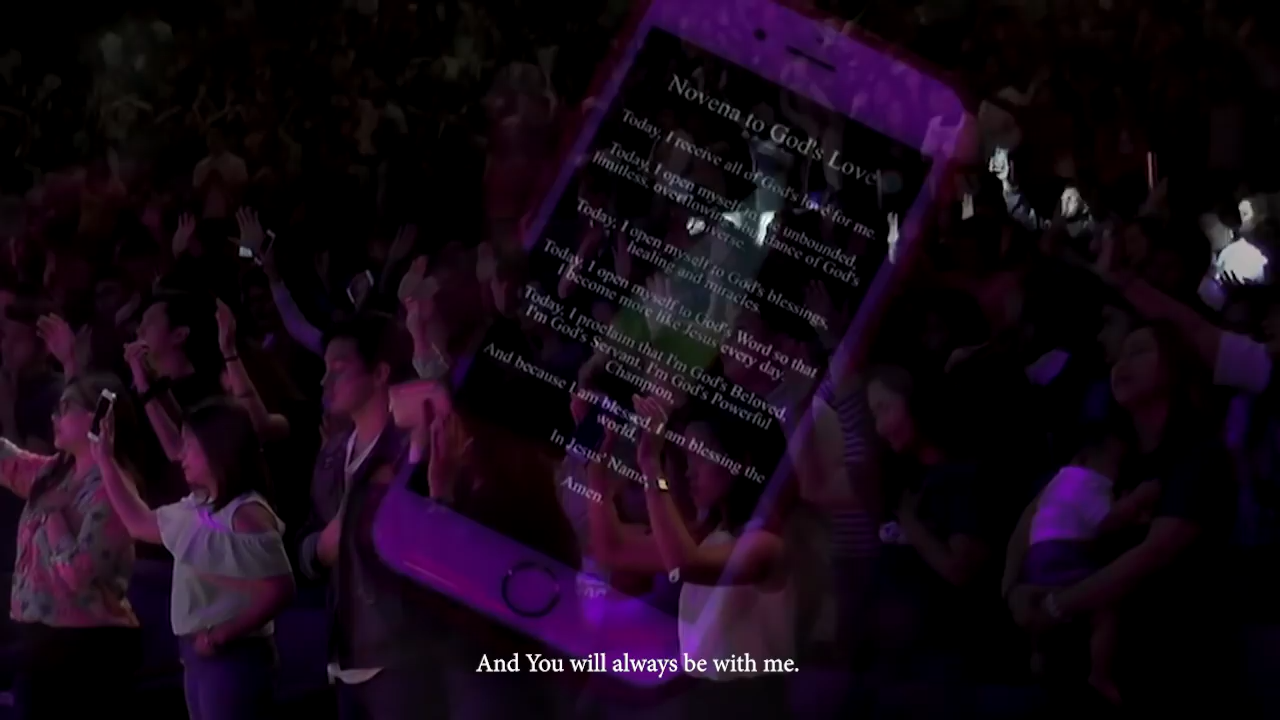 Novena to God's Love
Today, I receive all of God's love for me.
Today, I open myself to the unbounded,
limitless, overflowing abundance of God's
universe.
Today, I open myself to God's blessings,
healing and miracles.
Today, I open myself to God's Word so that
I become more like Jesus every day.
Today, I proclaim that I'm God's Beloved,
I'm God's Servant, I'm God's Powerful
Champion,
And because I am blessed, I am blessing the
world,
In Jesus' Name,
Amen.
And You will always be with me.